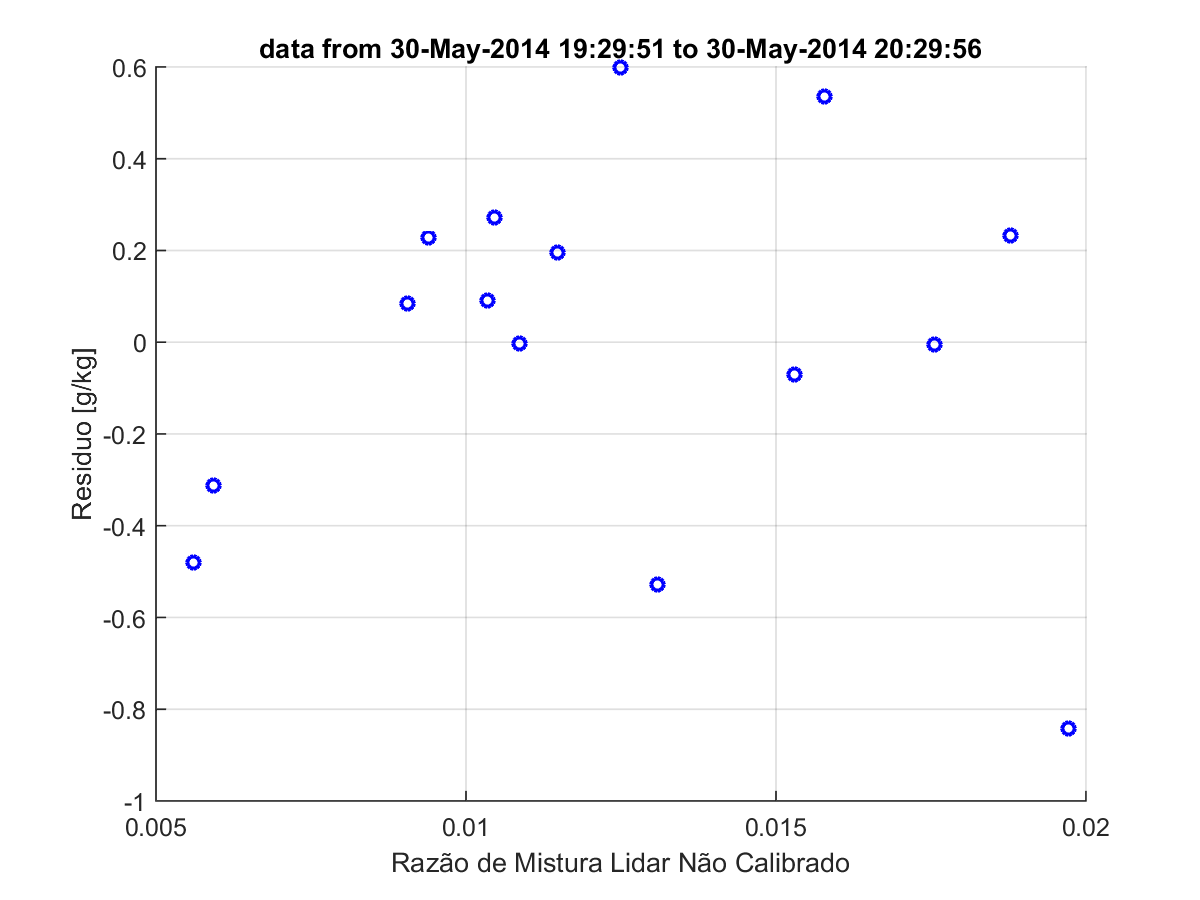 data from 30-May-2014 19:29:51 to 30-May-2014 20:29:56
0.6
0.4
0.2
0
-0.2
-0.4
-0.6
-0.8
-1
Residuo [g/kg]
0.005 0.01 0.015 0.02
Razão de Mistura Lidar Não Calibrado